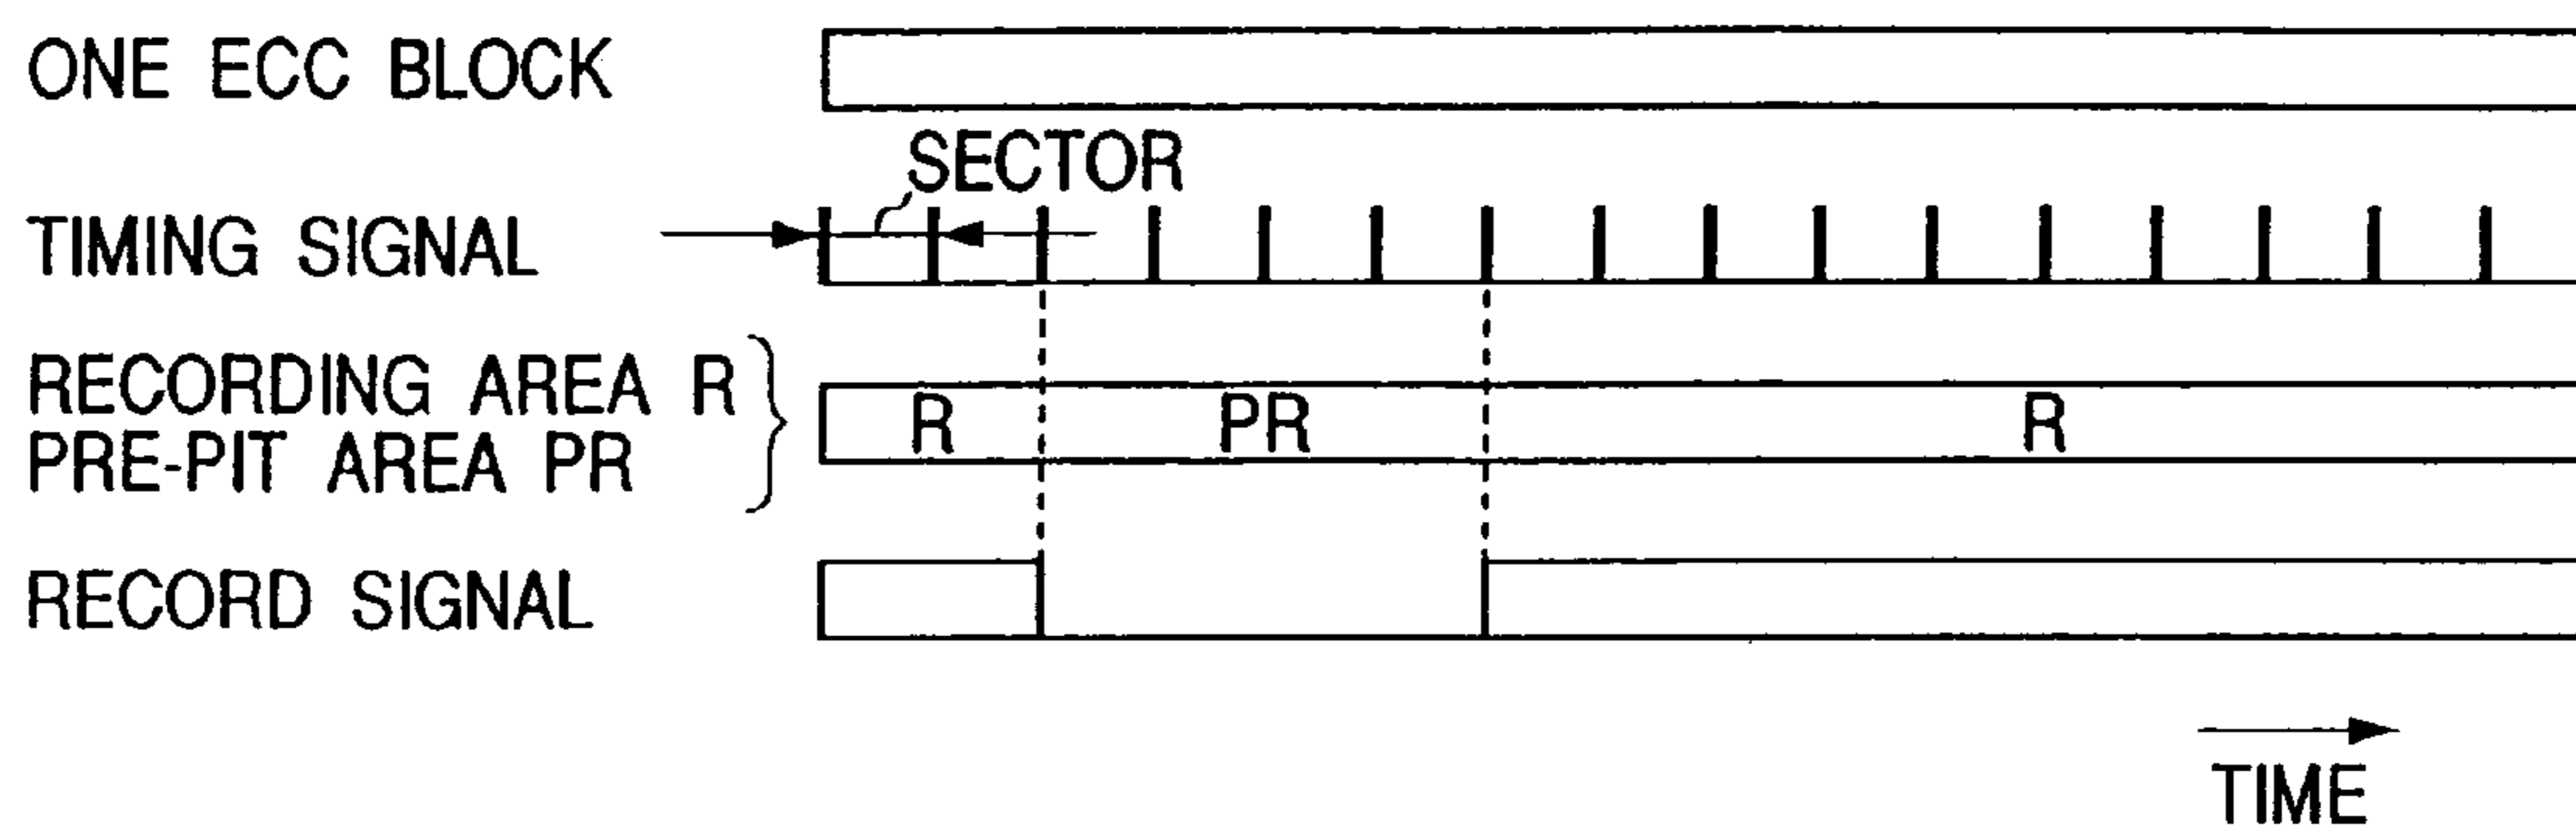 ONE ECC BLOCK
SECTOR
TIMING SIGNAL
RECORDING AREA R
PRE-PIT AREA PR
R PR R
RECORD SIGNAL
TIME